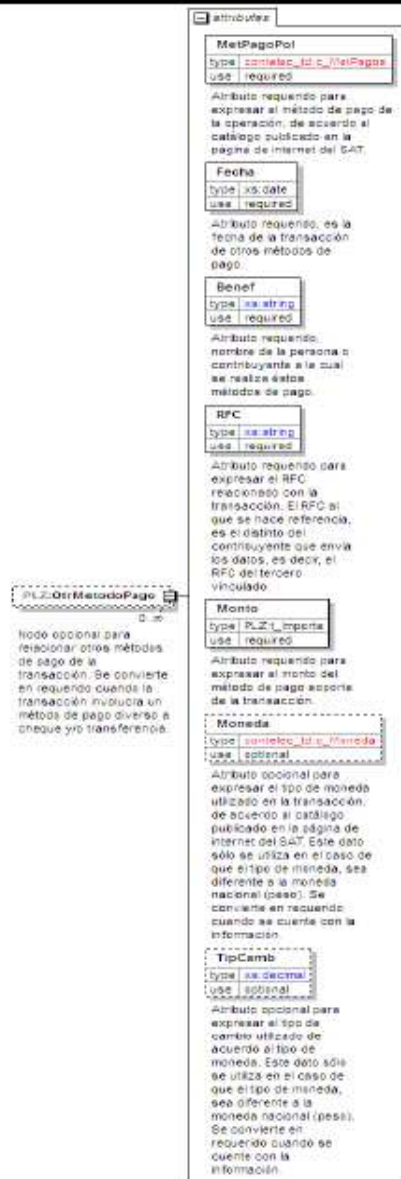 attributes
MetPagoPol
type contelec_td:c_MetPagos
use required
Atributo requerido para
expresar el método de pago de
la operación, de acuerdo al
catálogo publicado en la
página de internet del SAT.
Fecha
type xs:date
use required
Atributo requerido, es la
fecha de la transacción
de otros métodos de
pago.
Benef
type xs:string
use required
Atributo requerido,
nombre de la persona o
contribuyente a la cual
se realiza éstos
métodos de pago.
RFC
type xs:string
use required
Atributo requerido para
expresar el RFC
relacionado con la
transacción. El RFC al
que se hace referencia,
es el distinto del
contribuyente que envía
los datos, es decir, el
RFC del tercero
vinculado.
PLZ:OtrMetodoPago
0..∞
Nodo opcional para
relacionar otros métodos
de pago de la
transacción. Se convierte
en requerido cuando la
transacción involucra un
método de pago diverso a
cheque y/o transferencia.
Monto
type PLZ:t_Importe
use required
Atributo requerido para
expresar el monto del
método de pago soporte
de la transacción.
Moneda
type contelec_td:c_Moneda
use optional
Atributo opcional para
expresar el tipo de moneda
utilizado en la transacción,
de acuerdo al catálogo
publicado en la página de
internet del SAT. Este dato
sólo se utiliza en el caso de
que el tipo de moneda, sea
diferente a la moneda
nacional (peso). Se
convierte en requerido
cuando se cuente con la
información.
TipCamb
type xs:decimal
use optional
Atributo opcional para
expresar el tipo de
cambio utilizado de
acuerdo al tipo de
moneda. Este dato sólo
se utiliza en el caso de
que el tipo de moneda,
sea diferente a la
moneda nacional (peso).
Se convierte en
requerido cuando se
cuente con la
información.